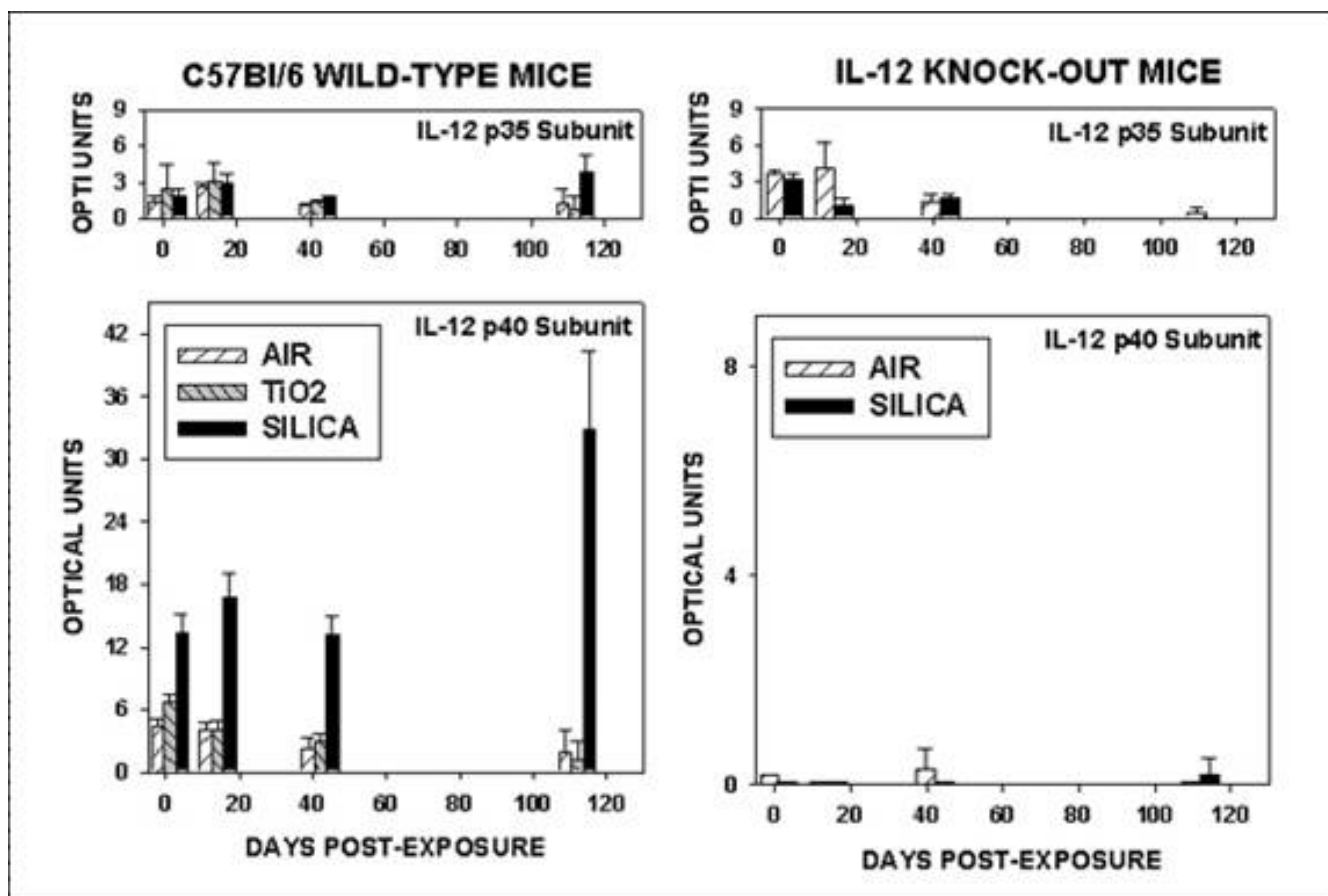 C57Bl/6 WILD-TYPE MICE
OPTI UNITS
9
6
3
0
IL-12 p35 Subunit
0 20 40 60 80 100 120
OPTICAL UNITS
42
36
30
24
18
12
6
0
IL-12 p40 Subunit
AIR
TiO2
SILICA
0 20 40 60 80 100 120
DAYS POST-EXPOSURE
IL-12 KNOCK-OUT MICE
OPTI UNITS
9
6
3
0
IL-12 p35 Subunit
0 20 40 60 80 100 120
OPTICAL UNITS
8
4
0
IL-12 p40 Subunit
AIR
SILICA
0 20 40 60 80 100 120
DAYS POST-EXPOSURE